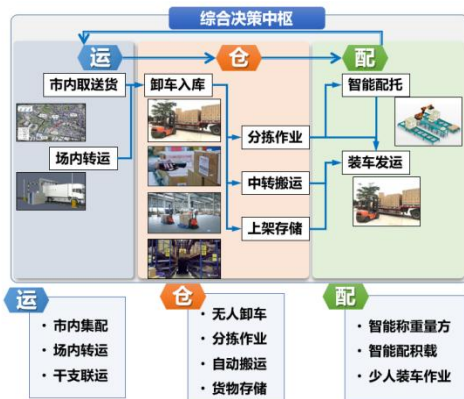 综合决策中枢
运
仓
配
市内取送货
卸车入库
智能配托
场内转运
分拣作业
中转搬运
装车发运
上架存储
运
仓
配
· 市内集配
· 场内转运
· 干支联运
· 无人卸车
· 分拣作业
· 自动搬运
· 货物存储
· 智能称重量方
· 智能配积载
· 少人装车作业